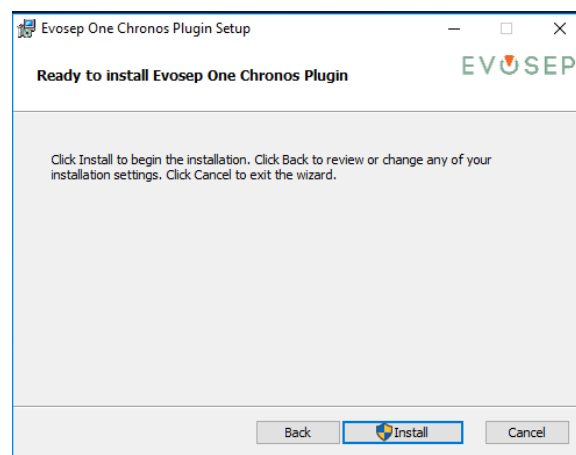 Evosep One Chronos Plugin Setup
Ready to install Evosep One Chronos Plugin
EVOSEP
Click Install to begin the installation. Click Back to review or change any of your
installation settings. Click Cancel to exit the wizard.
Back
Install
Cancel